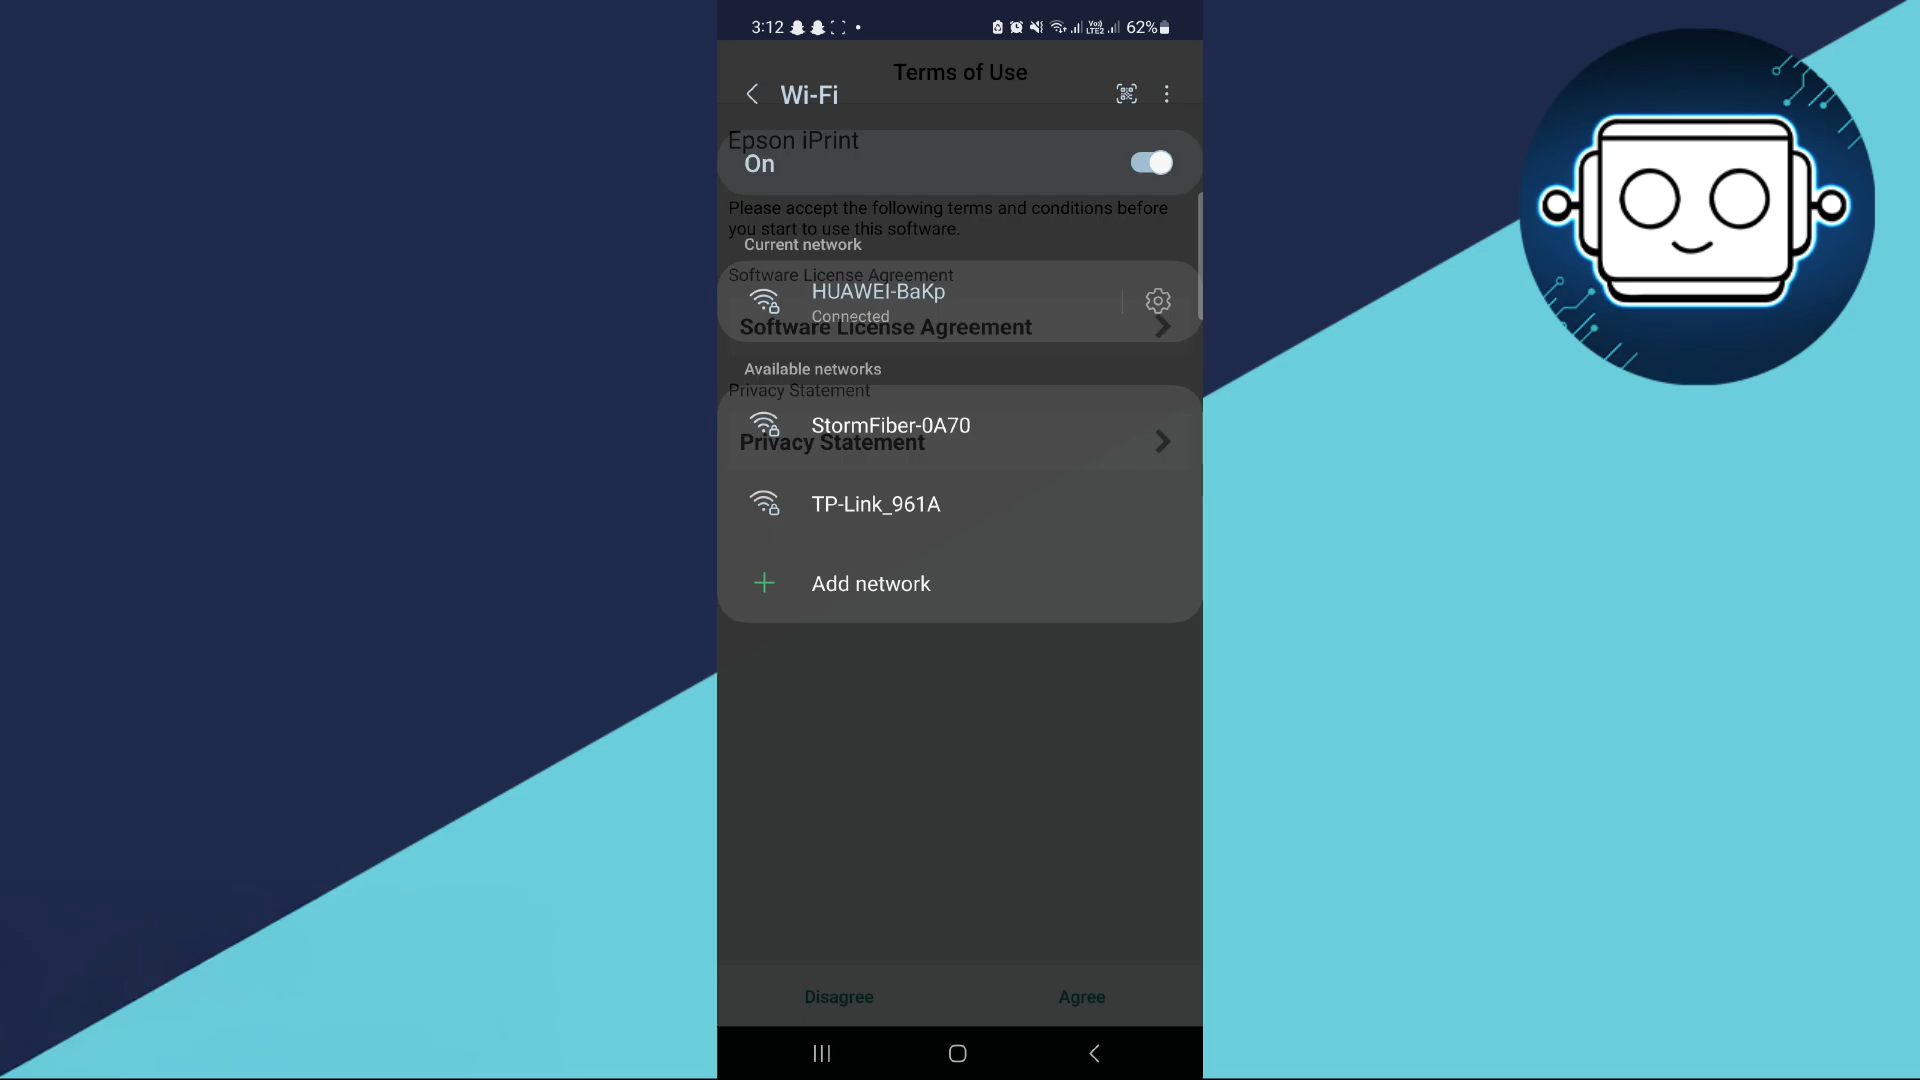 3:12
Vo)) LTE2 62%
Terms of Use
Wi-Fi
Epson iPrint
On
Please accept the following terms and conditions before
you start to use this software.
Current network
Software License Agreement
HUAWEI-BaKp
Connected
Software License Agreement
Available networks
Privacy Statement
StormFiber-0A70
Privacy Statement
TP-Link_961A
Add network
Disagree Agree